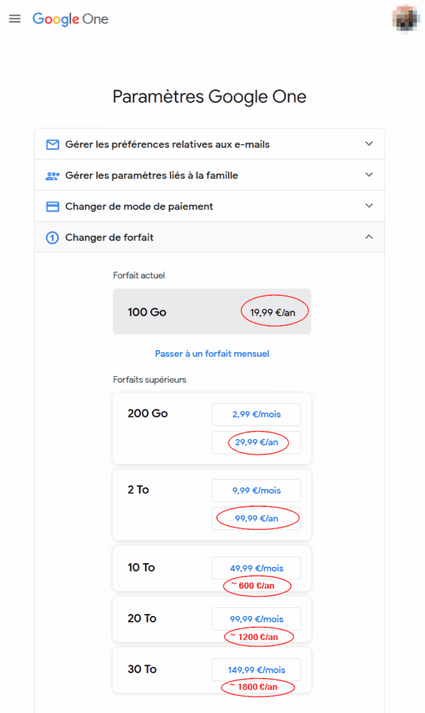 Google One
Paramètres Google One
Gérer les préférences relatives aux e-mails
Gérer les paramètres liés à la famille
Changer de mode de paiement
Changer de forfait
Forfait actuel
100 Go 19,99 €/an
Passer à un forfait mensuel
Forfaits supérieurs
200 Go 2,99 €/mois
29,99 €/an
2 To 9,99 €/mois
99,99 €/an
10 To 49,99 €/mois
~ 600 €/an
20 To 99,99 €/mois
~ 1200 €/an
30 To 149,99 €/mois
~ 1800 €/an